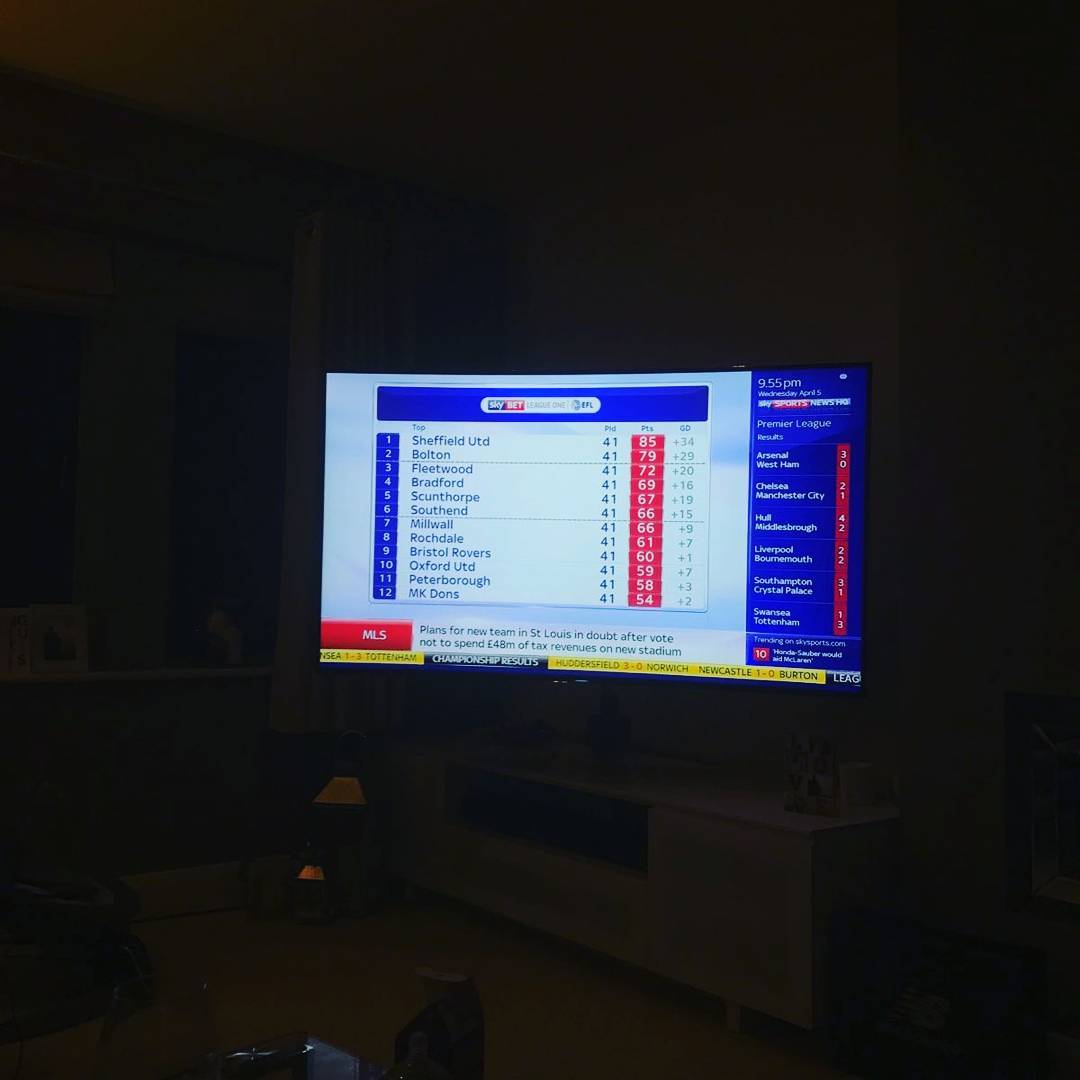 sky BET LEAGUE ONE EFL
Top Pld Pts GD
1 Sheffield Utd 41 85 +34
2 Bolton 41 79 +29
3 Fleetwood 41 72 +20
4 Bradford 41 69 +16
5 Scunthorpe 41 67 +19
6 Southend 41 66 +15
7 Millwall 41 66 +9
8 Rochdale 41 61 +7
9 Bristol Rovers 41 60 +1
10 Oxford Utd 41 59 +7
11 Peterborough 41 58 +3
12 MK Dons 41 54 +2
9.55pm
Wednesday April 5
sky SPORTS NEWS HQ
Premier League
Results
Arsenal 3
West Ham 0
Chelsea 2
Manchester City 1
Hull 4
Middlesbrough 2
Liverpool 2
Bournemouth 2
Southampton 3
Crystal Palace 1
Swansea 1
Tottenham 3
Trending on skysports.com
10 'Honda-Sauber would
aid McLaren'
MLS
Plans for new team in St Louis in doubt after vote
not to spend £48m of tax revenues on new stadium
NSEA 1-3 TOTTENHAM CHAMPIONSHIP RESULTS HUDDERSFIELD 3-0 NORWICH NEWCASTLE 1-0 BURTON LEAG